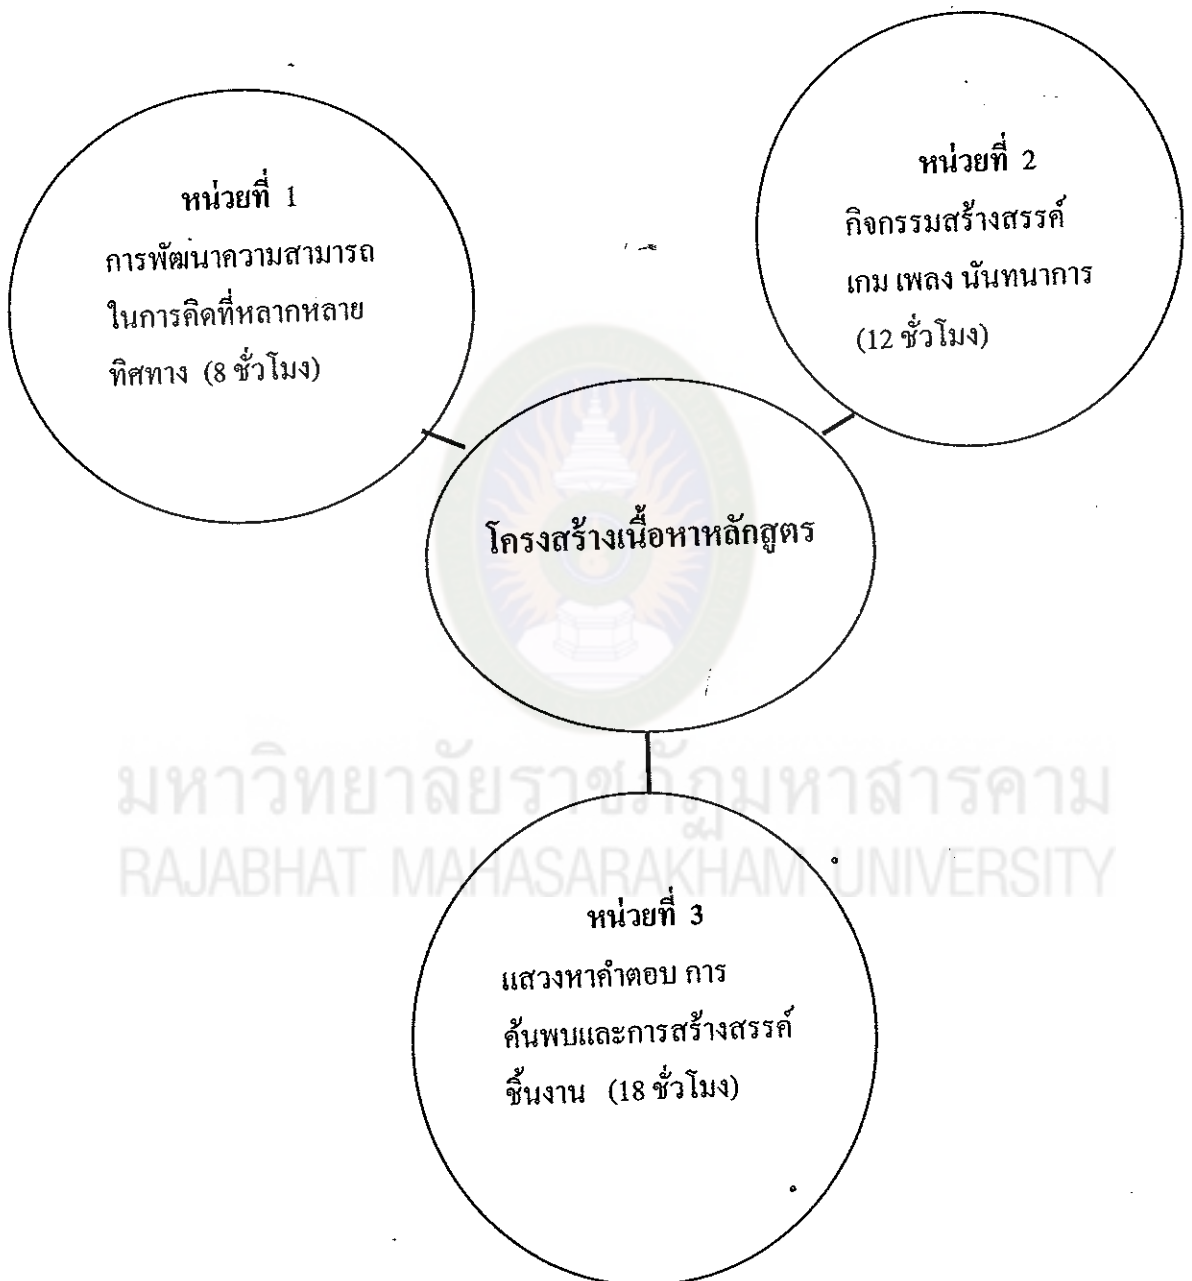 หน่วยที่ 1
การพัฒนาความสามารถ
ในการคิดที่หลากหลาย
ทิศทาง (8 ชั่วโมง)
หน่วยที่ 2
กิจกรรมสร้างสรรค์
เกม เพลง นันทนาการ
(12 ชั่วโมง)
โครงสร้างเนื้อหาหลักสูตร
มหาวิทยาลัยราชภัฏมหาสารคาม
RAJABHAT MAHASARAKHAM UNIVERSITY
หน่วยที่ 3
แสวงหาคำตอบ การ
ค้นพบและการสร้างสรรค์
ชิ้นงาน (18 ชั่วโมง)